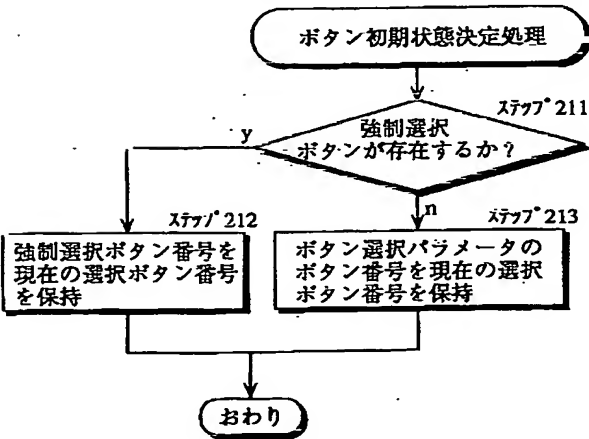 ボタン初期状態決定処理
ステップ211
強制選択
ボタンが存在するか？
y
n
ステップ212
強制選択ボタン番号を
現在の選択ボタン番号
を保持
ステップ213
ボタン選択パラメータの
ボタン番号を現在の選択
ボタン番号を保持
おわり